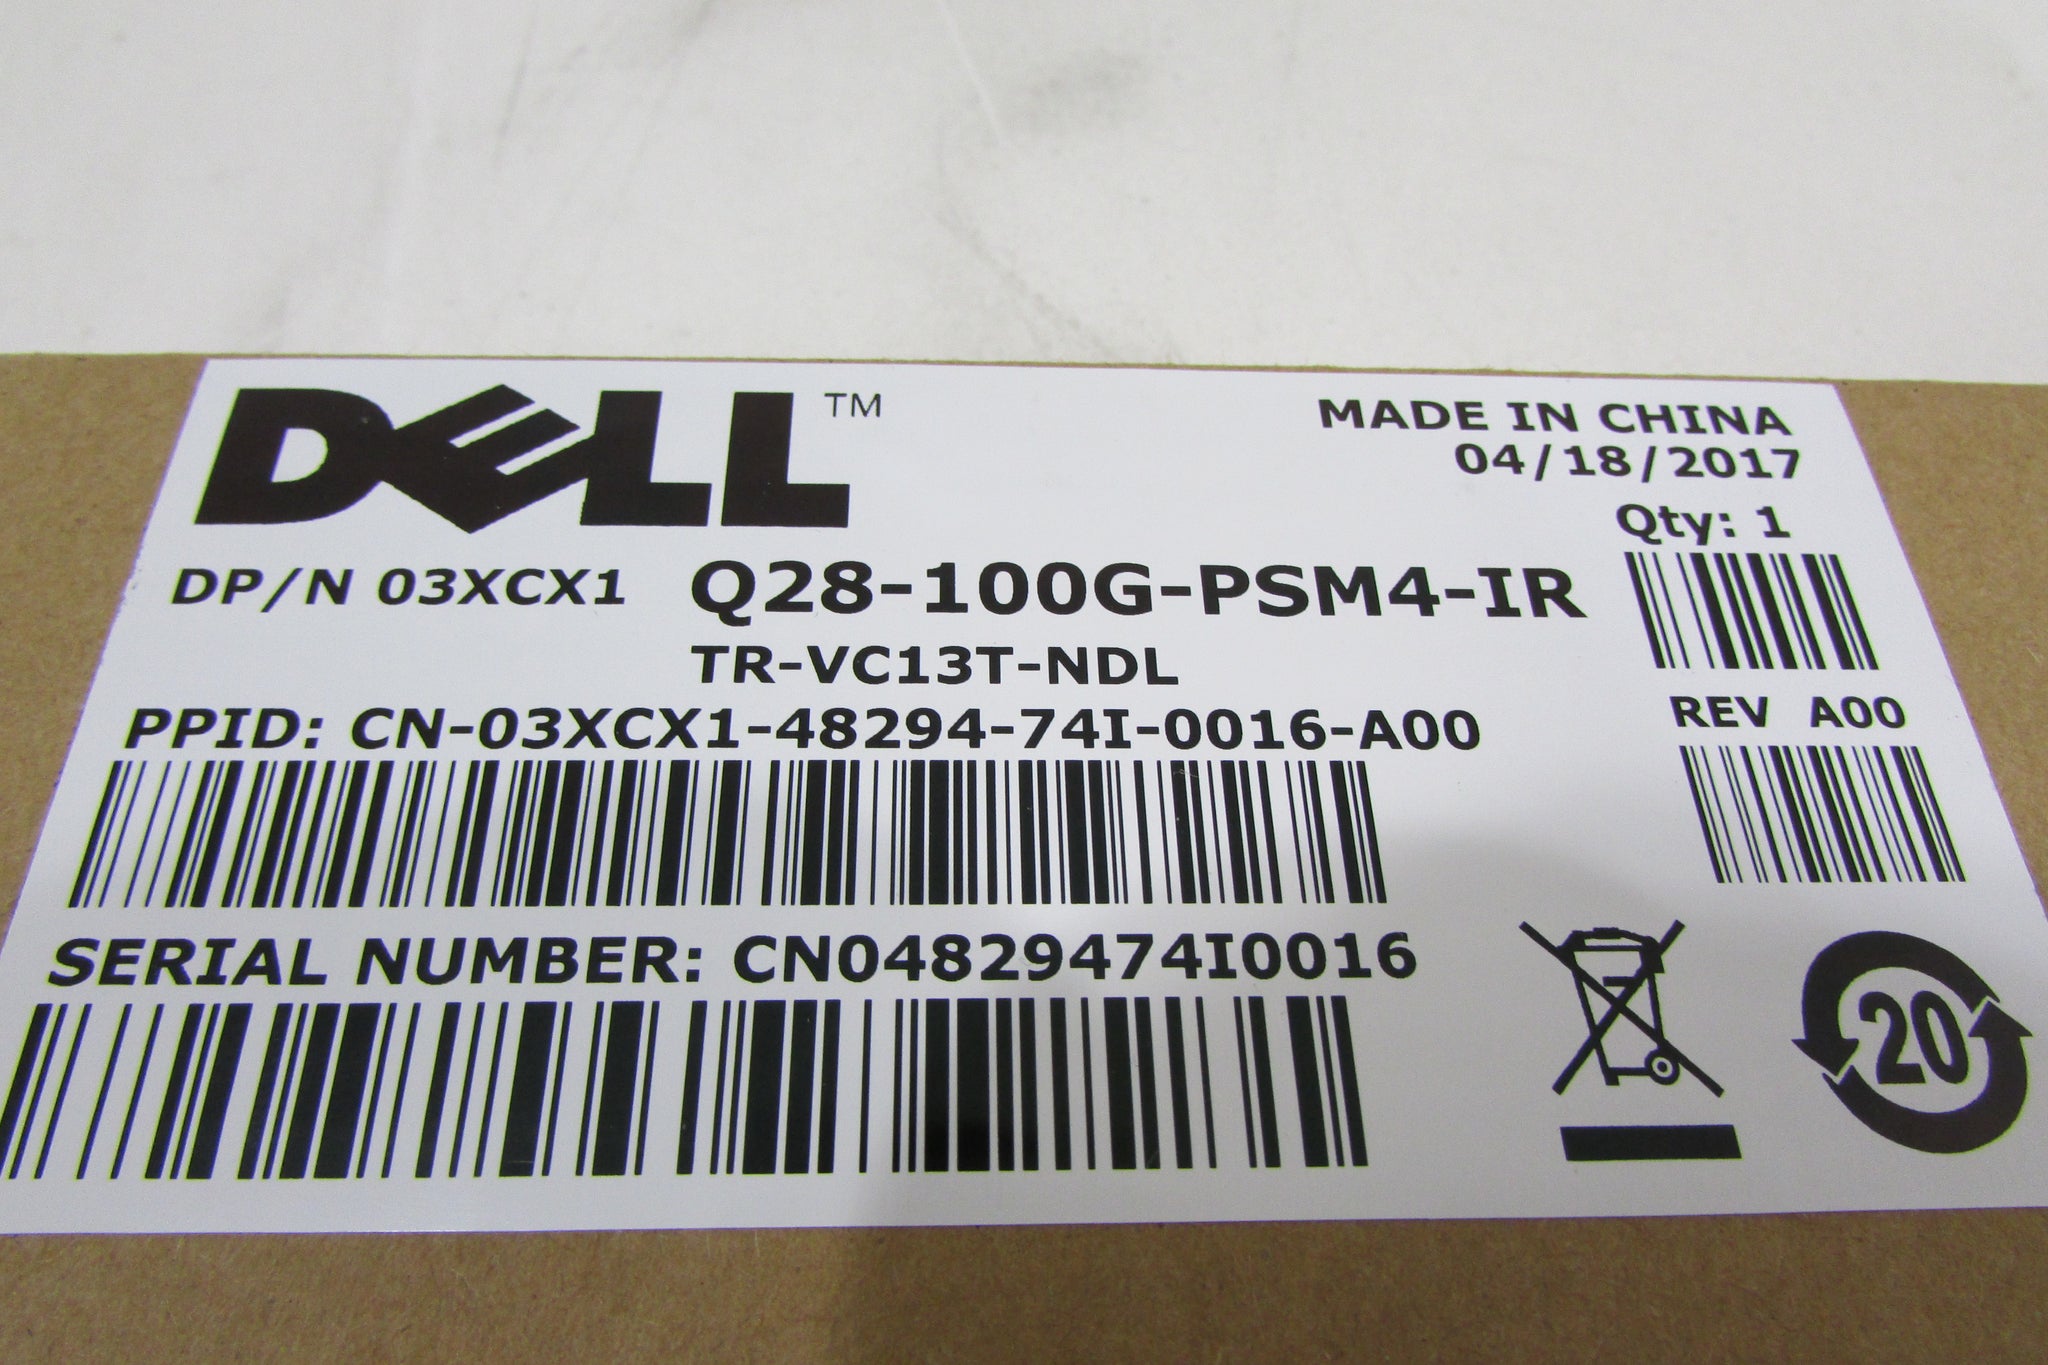 DELL™
MADE IN CHINA
04/18/2017
Qty: 1
DP/N 03XCX1 Q28-100G-PSM4-IR
TR-VC13T-NDL
PPID: CN-03XCX1-48294-74I-0016-A00
REV A00
SERIAL NUMBER: CN04829474I0016
20